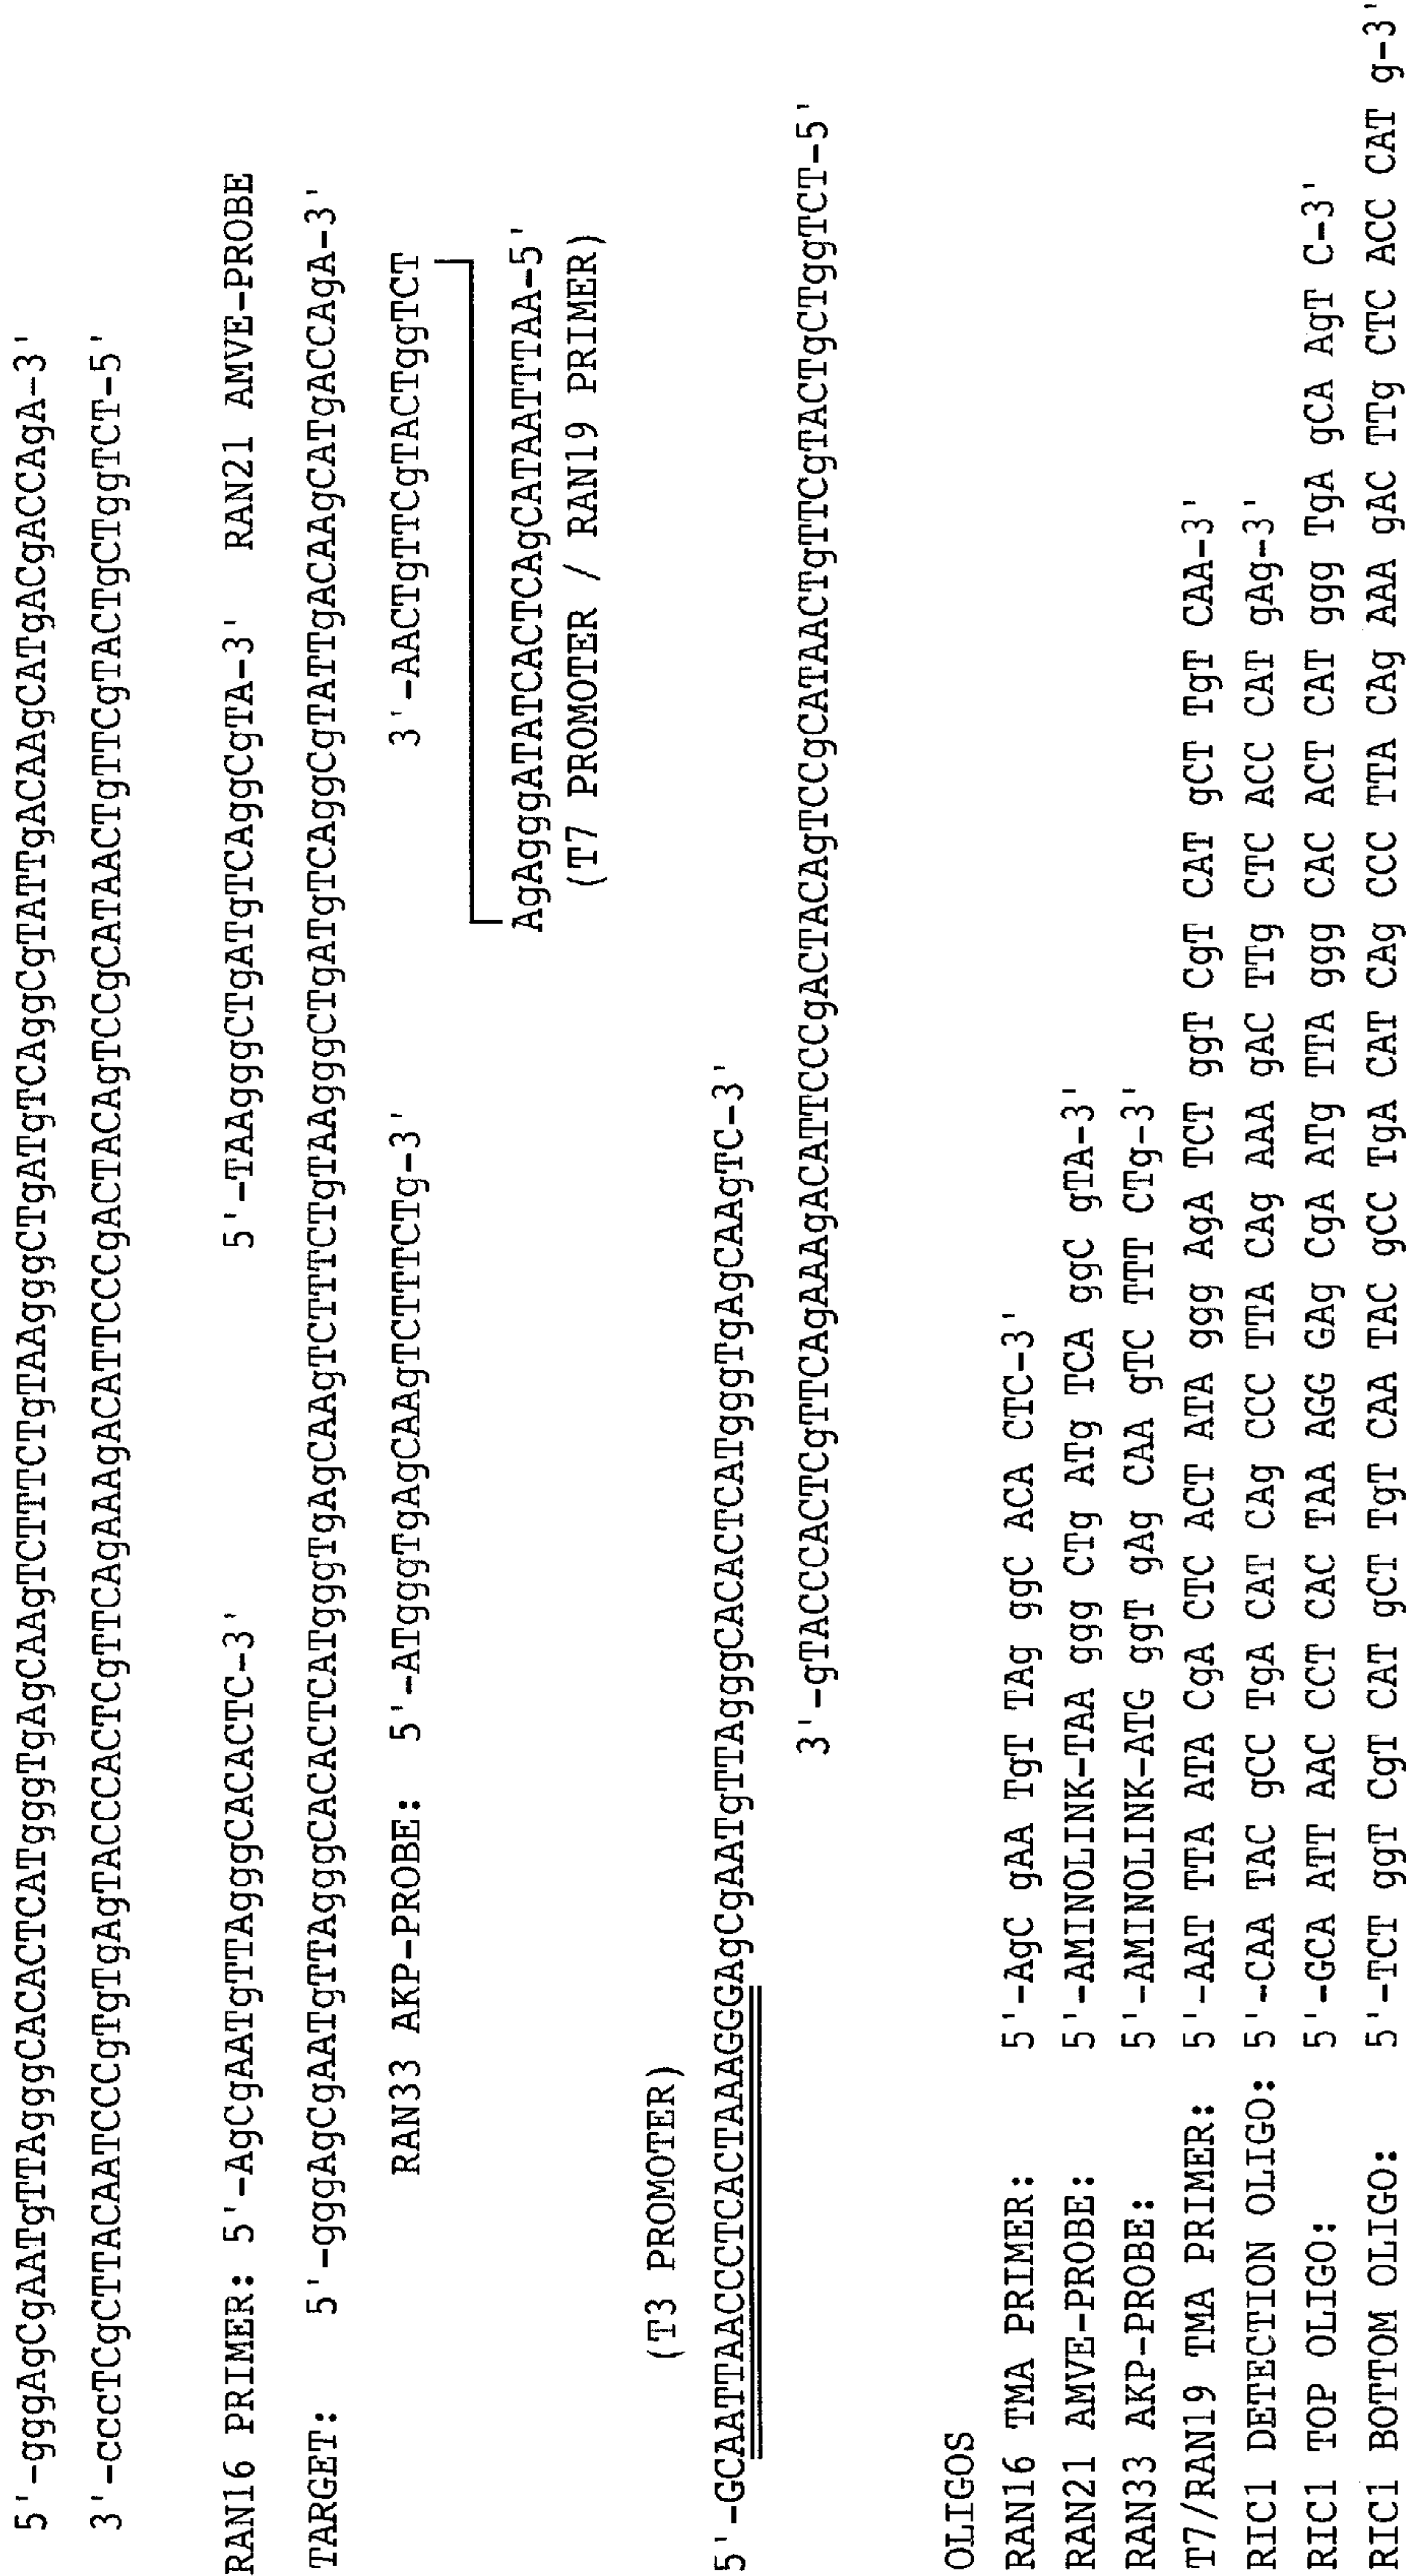 5'-gggAgCgAATgTTAgggCACACTCATgggTgAgCAAgTCTTTCTgTAAgggCTgATgTCAggCgTATTgACAAgCATgACgACCAgA-3'
3'-cccTCgCTTACAATCCCgTgTgAgTACCCACTCgTTCAgAAAgACATTCCCgACTACAgTCCgCATAACTgTTCgTACTgCTggTCT-5'
RAN16 PRIMER: 5'-AgCgAATgTTAgggCACACTC-3' 5'-TAAgggCTgATgTCAggCgTA-3' RAN21 AMVE-PROBE
TARGET: 5'-gggAgCgAATgTTAgggCACACTCATgggTgAgCAAgTCTTTCTgTAAgggCTgATgTCAggCgTATTgACAAgCATgACCAgA-3'
RAN33 AKP-PROBE: 5'-ATgggTgAgCAAgTCTTTCTg-3' 3'-AACTgTTCgTACTggTCT
AgAgggATATCACTCAgCATAATTTAA-5'
(T7 PROMOTER / RAN19 PRIMER)
(T3 PROMOTER)
5'-GCAATTAACCCTCACTAAAGGGAgCgAATgTTAgggCACACTCATgggTgAgCAAgTC-3'
3'-gTACCCACTCgTTCAgAAAgACATTCCCgACTACAgTCCgCATAACTgTTCgTACTgCTggTCT-5'
OLIGOS
RAN16 TMA PRIMER: 5'-AgC gAA TgT TAg ggC ACA CTC-3'
RAN21 AMVE-PROBE: 5'-AMINOLINK-TAA ggg CTg ATg TCA ggC gTA-3'
RAN33 AKP-PROBE: 5'-AMINOLINK-ATG ggT gAg CAA gTC TTT CTg-3'
T7/RAN19 TMA PRIMER: 5'-AAT TTA ATA CgA CTC ACT ATA ggg AgA TCT ggT CgT CAT gCT TgT CAA-3'
RIC1 DETECTION OLIGO: 5'-CAA TAC gCC TgA CAT CAg CCC TTA CAg AAA gAC TTg CTC ACC CAT gAg-3'
RIC1 TOP OLIGO: 5'-GCA ATT AAC CCT CAC TAA AGG GAg CgA ATg TTA ggg CAC ACT CAT ggg TgA gCA AgT C-3'
RIC1 BOTTOM OLIGO: 5'-TCT ggT CgT CAT gCT TgT CAA TAC gCC TgA CAT CAg CCC TTA CAg AAA gAC TTg CTC ACC CAT g-3'